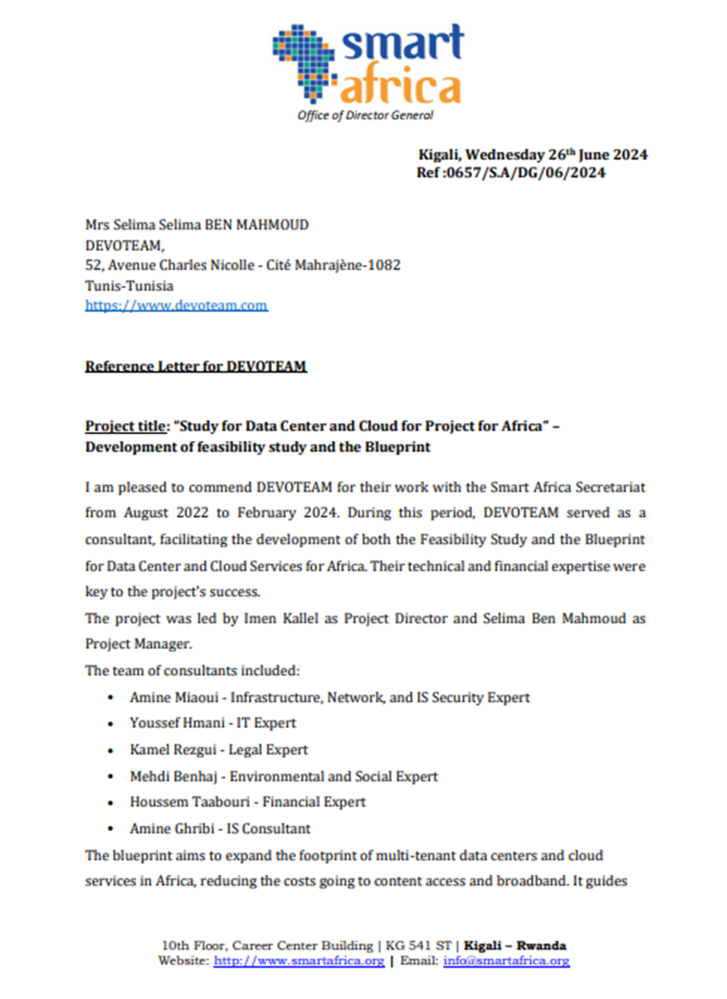 smart
africa
Office of Director General
Kigali, Wednesday 26th June 2024
Ref :0657/S.A/DG/06/2024
Mrs Selima Selima BEN MAHMOUD
DEVOTEAM,
52, Avenue Charles Nicolle - Cité Mahrajène-1082
Tunis-Tunisia
https://www.devoteam.com
Reference Letter for DEVOTEAM
Project title: "Study for Data Center and Cloud for Project for Africa" –
Development of feasibility study and the Blueprint
I am pleased to commend DEVOTEAM for their work with the Smart Africa Secretariat
from August 2022 to February 2024. During this period, DEVOTEAM served as a
consultant, facilitating the development of both the Feasibility Study and the Blueprint
for Data Center and Cloud Services for Africa. Their technical and financial expertise were
key to the project's success.
The project was led by Imen Kallel as Project Director and Selima Ben Mahmoud as
Project Manager.
The team of consultants included:
• Amine Miaoui - Infrastructure, Network, and IS Security Expert
• Youssef Hmani - IT Expert
• Kamel Rezgui - Legal Expert
• Mehdi Benhaj - Environmental and Social Expert
• Houssem Taabouri - Financial Expert
• Amine Ghribi - IS Consultant
The blueprint aims to expand the footprint of multi-tenant data centers and cloud
services in Africa, reducing the costs going to content access and broadband. It guides
10th Floor, Career Center Building | KG 541 ST | Kigali – Rwanda
Website: http://www.smartafrica.org | Email: info@smartafrica.org